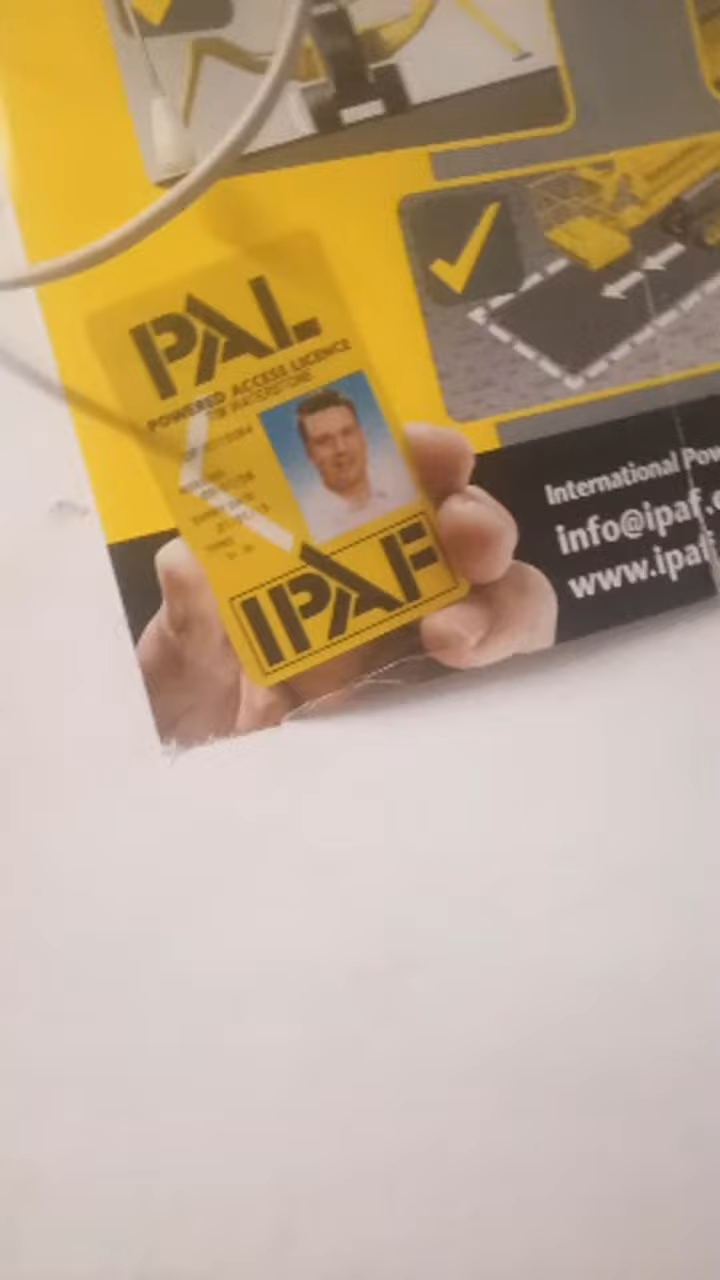 PAL
POWERED ACCESS LICENCE
IPAF
International Pow
info@ipaf.
www.ipaf